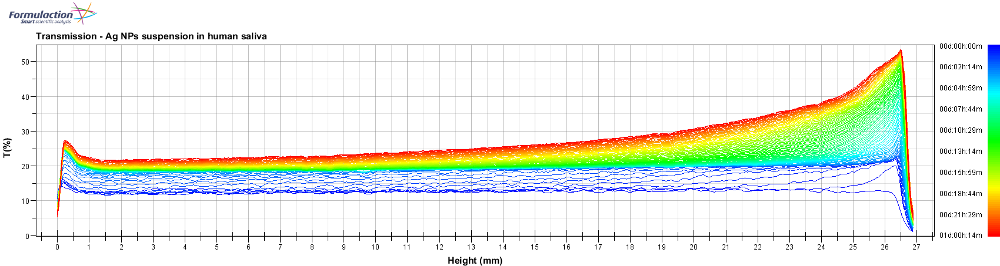 Formulaction
Smart scientific analysis
Transmission - Ag NPs suspension in human saliva
T(%)
50
40
30
20
10
0
0 1 2 3 4 5 6 7 8 9 10 11 12 13 14 15 16 17 18 19 20 21 22 23 24 25 26 27
Height (mm)
00d:00h:00m
00d:02h:14m
00d:04h:59m
00d:07h:44m
00d:10h:29m
00d:13h:14m
00d:15h:59m
00d:18h:44m
00d:21h:29m
01d:00h:14m